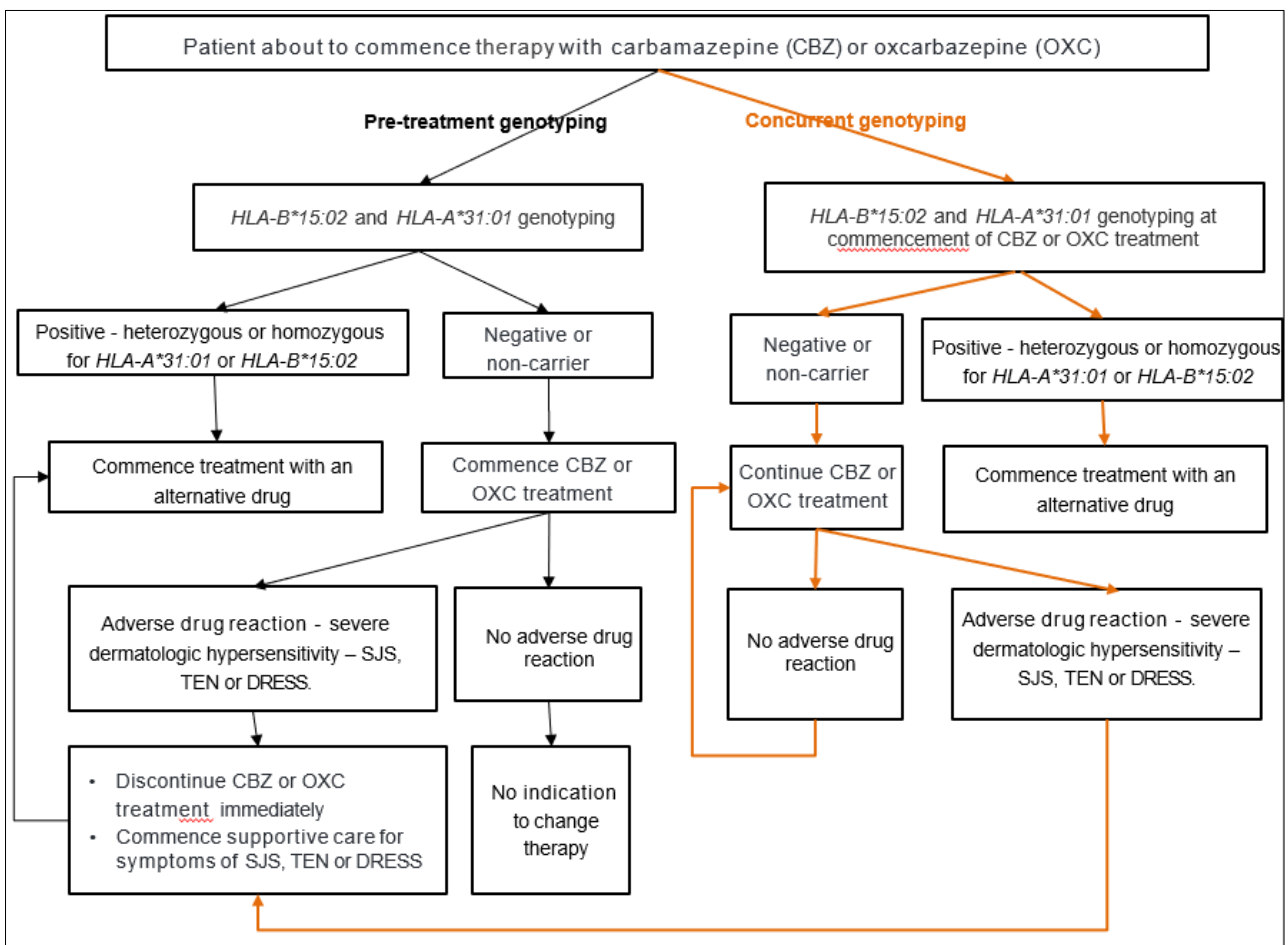 Patient about to commence therapy with carbamazepine (CBZ) or oxcarbazepine (OXC)
Pre-treatment genotyping
Concurrent genotyping
HLA-B*15:02 and HLA-A*31:01 genotyping
HLA-B*15:02 and HLA-A*31:01 genotyping at
commencement of CBZ or OXC treatment
Positive - heterozygous or homozygous
for HLA-A*31:01 or HLA-B*15:02
Negative or
non-carrier
Negative or
non-carrier
Positive - heterozygous or homozygous
for HLA-A*31:01 or HLA-B*15:02
Commence treatment with an
alternative drug
Commence CBZ or
OXC treatment
Continue CBZ or
OXC treatment
Commence treatment with an
alternative drug
Adverse drug reaction - severe
dermatologic hypersensitivity – SJS,
TEN or DRESS.
No adverse drug
reaction
No adverse drug
reaction
Adverse drug reaction - severe
dermatologic hypersensitivity –
SJS, TEN or DRESS.
• Discontinue CBZ or OXC
treatment immediately
• Commence supportive care for
symptoms of SJS, TEN or DRESS
No indication
to change
therapy